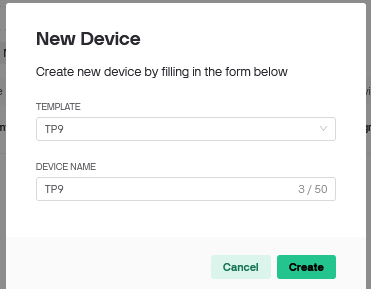 New Device
Create new device by filling in the form below
TEMPLATE
TP9
DEVICE NAME
TP9 3 / 50
Cancel Create